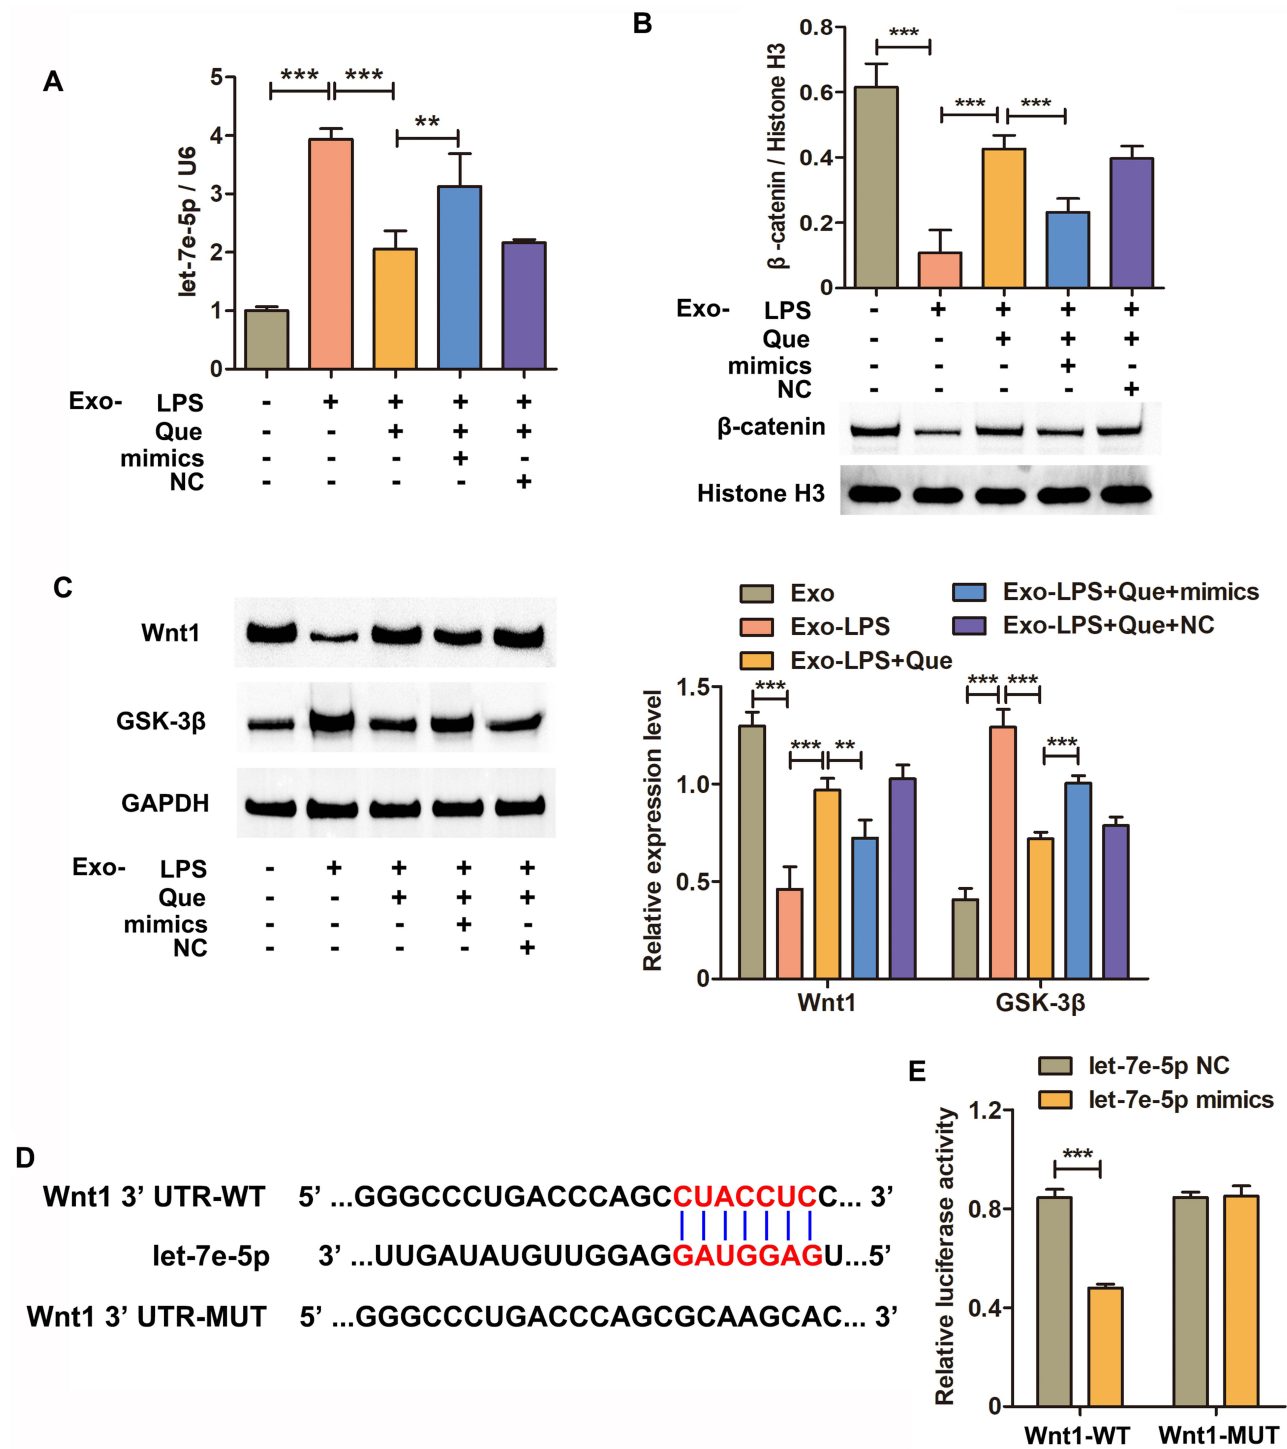 A
let-7e-5p / U6
5
4
3
2
1
0
*** ***
**
Exo- LPS - + + + +
Que - - + + +
mimics - - - + -
NC - - - - +
B
β -catenin / Histone H3
0.8
0.6
0.4
0.2
0
***
*** ***
Exo- LPS - + + + +
Que - - + + +
mimics - - - + -
NC - - - - +
β-catenin
Histone H3
C
Wnt1
GSK-3β
GAPDH
Exo- LPS - + + + +
Que - - + + +
mimics - - - + -
NC - - - - +
Exo
Exo-LPS
Exo-LPS+Que
Exo-LPS+Que+mimics
Exo-LPS+Que+NC
Relative expression level
1.5
1.0
0.5
0
***
*** **
*** ***
***
Wnt1 GSK-3β
D
Wnt1 3’ UTR-WT 5’ ...GGGCCCUGACCCAGCCUACCUCC... 3’
let-7e-5p 3’ ...UUGAUAUGUUGGAGGAUGGAGU...5’
Wnt1 3’ UTR-MUT 5’ ...GGGCCCUGACCCAGCGCAAGCAC... 3’
E
let-7e-5p NC
let-7e-5p mimics
Relative luciferase activity
1.2
0.8
0.4
0
***
Wnt1-WT Wnt1-MUT